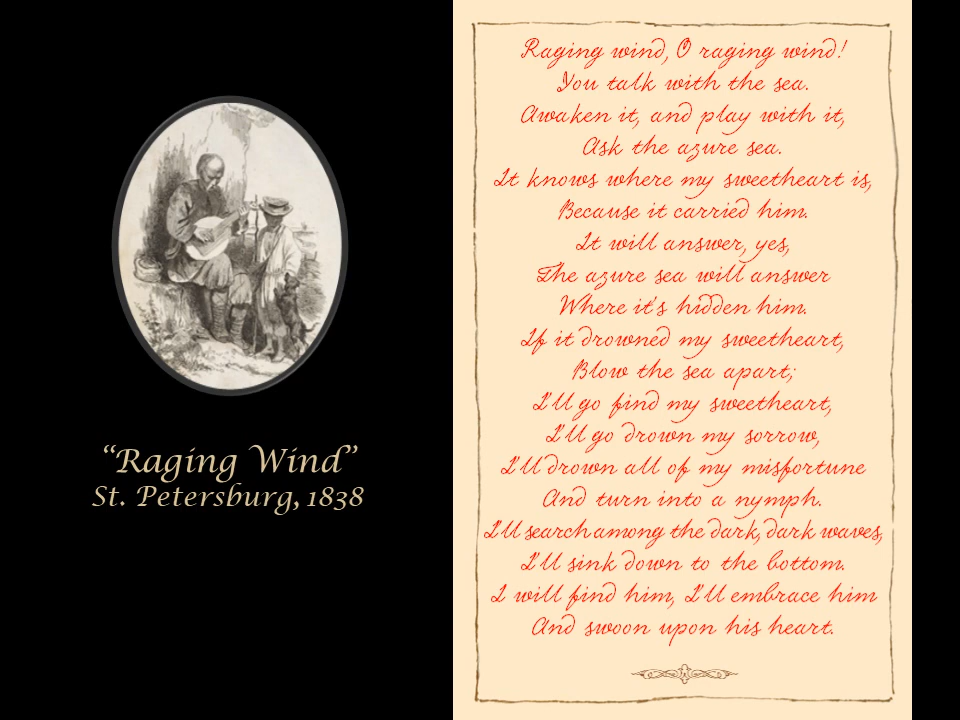 “Raging Wind”
St. Petersburg, 1838
Raging wind, O raging wind!
You talk with the sea.
Awaken it, and play with it,
Ask the azure sea.
It knows where my sweetheart is,
Because it carried him.
It will answer, yes,
The azure sea will answer
Where it's hidden him.
If it drowned my sweetheart,
Blow the sea apart;
I'll go find my sweetheart,
I'll go drown my sorrow,
I'll drown all of my misfortune
And turn into a nymph.
I'll search among the dark, dark waves,
I'll sink down to the bottom.
I will find him, I'll embrace him
And swoon upon his heart.